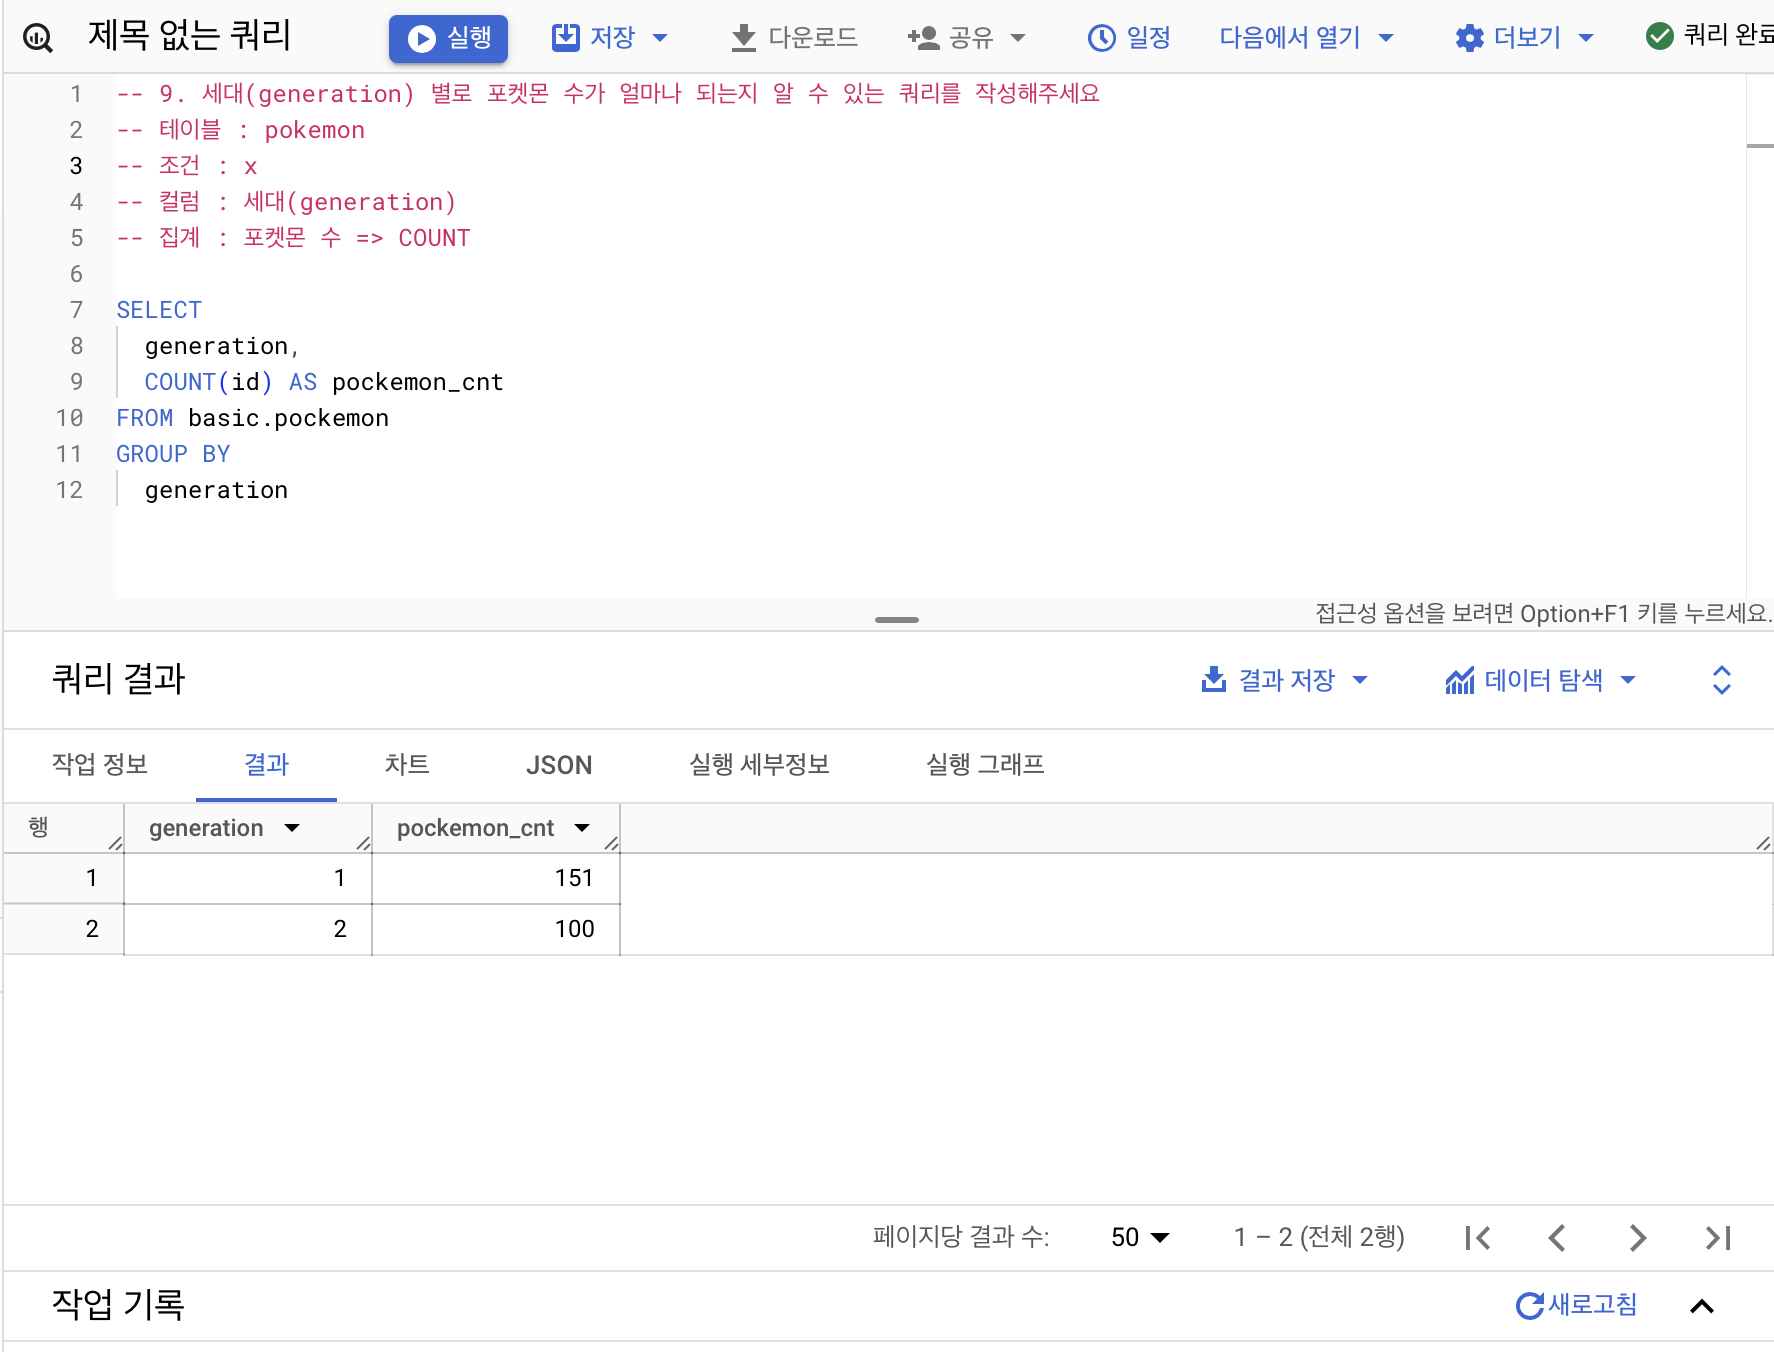 제목 없는 쿼리 실행 저장 다운로드 공유 일정 다음에서 열기 더보기 쿼리 완료
1 -- 9. 세대(generation) 별로 포켓몬 수가 얼마나 되는지 알 수 있는 쿼리를 작성해주세요
2 -- 테이블 : pokemon
3 -- 조건 : x
4 -- 컬럼 : 세대(generation)
5 -- 집계 : 포켓몬 수 => COUNT
6
7 SELECT
8 generation,
9 COUNT(id) AS pockemon_cnt
10 FROM basic.pockemon
11 GROUP BY
12 generation
접근성 옵션을 보려면 Option+F1 키를 누르세요.
쿼리 결과 결과 저장 데이터 탐색
작업 정보 결과 차트 JSON 실행 세부정보 실행 그래프
행 generation pockemon_cnt
1 1 151
2 2 100
페이지당 결과 수: 50 1 – 2 (전체 2행)
작업 기록 새로고침